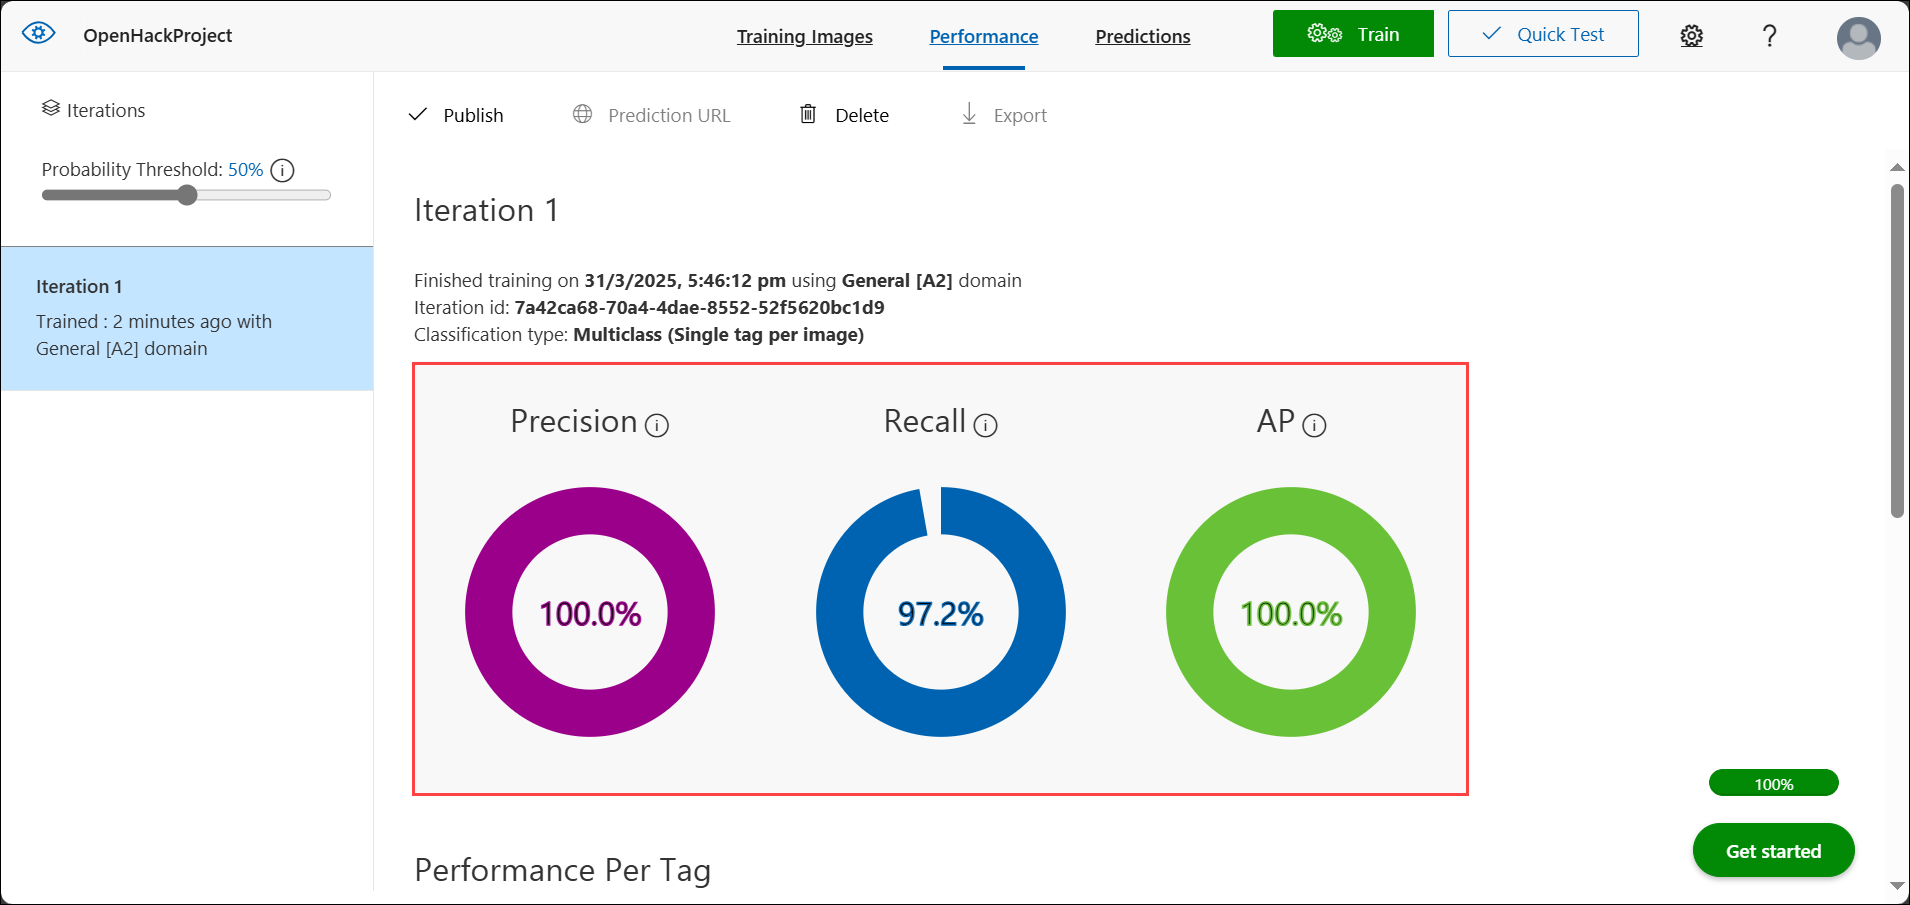 OpenHackProject
Training Images
Performance
Predictions
Train
Quick Test
?
Iterations
Probability Threshold: 50%
Iteration 1
Trained : 2 minutes ago with
General [A2] domain
Publish
Prediction URL
Delete
Export
Iteration 1
Finished training on 31/3/2025, 5:46:12 pm using General [A2] domain
Iteration id: 7a42ca68-70a4-4dae-8552-52f5620bc1d9
Classification type: Multiclass (Single tag per image)
Precision
Recall
AP
100.0%
97.2%
100.0%
100%
Get started
Performance Per Tag